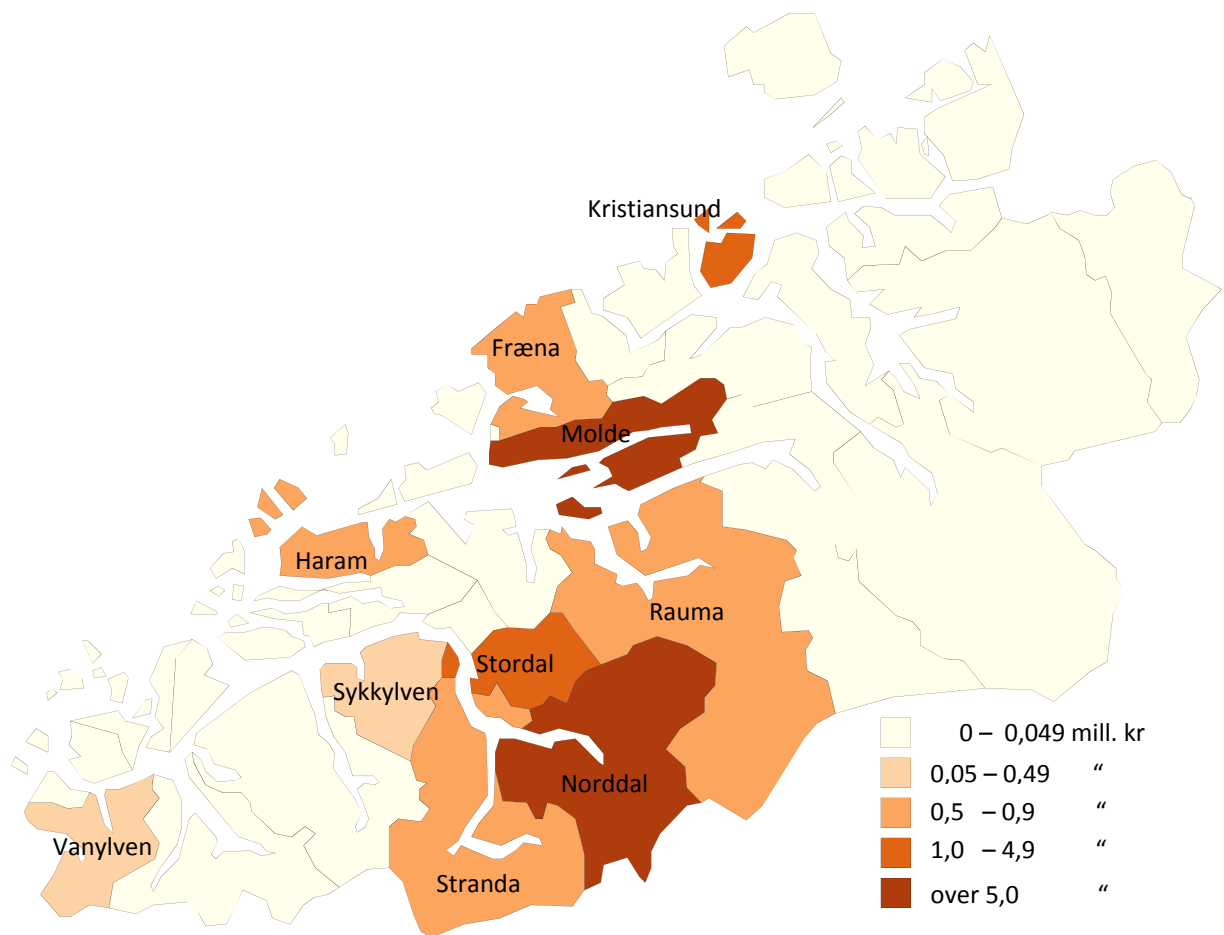 Kristiansund
Fræna
Molde
Haram
Rauma
Stordal
Sykkylven
Norddal
Vanylven
Stranda
0 – 0,049 mill. kr
0,05 – 0,49 “
0,5 – 0,9 “
1,0 – 4,9 “
over 5,0 “